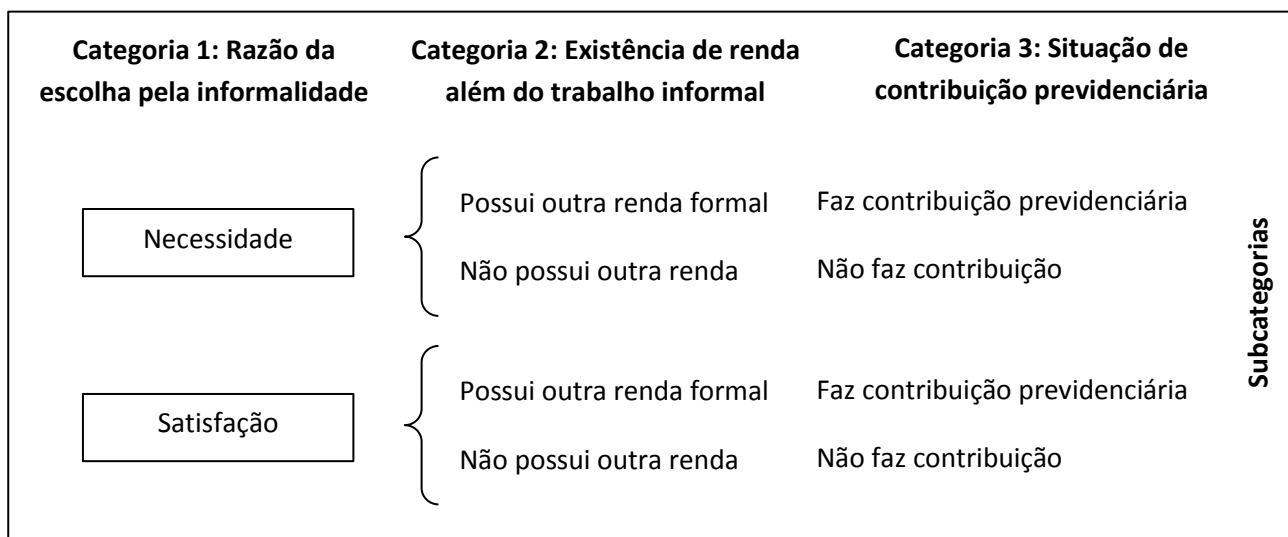 Categoria 1: Razão da
escolha pela informalidade
Categoria 2: Existência de renda
além do trabalho informal
Categoria 3: Situação de
contribuição previdenciária
Necessidade
Possui outra renda formal
Faz contribuição previdenciária
Não possui outra renda
Não faz contribuição
Satisfação
Possui outra renda formal
Faz contribuição previdenciária
Não possui outra renda
Não faz contribuição
Subcategorias